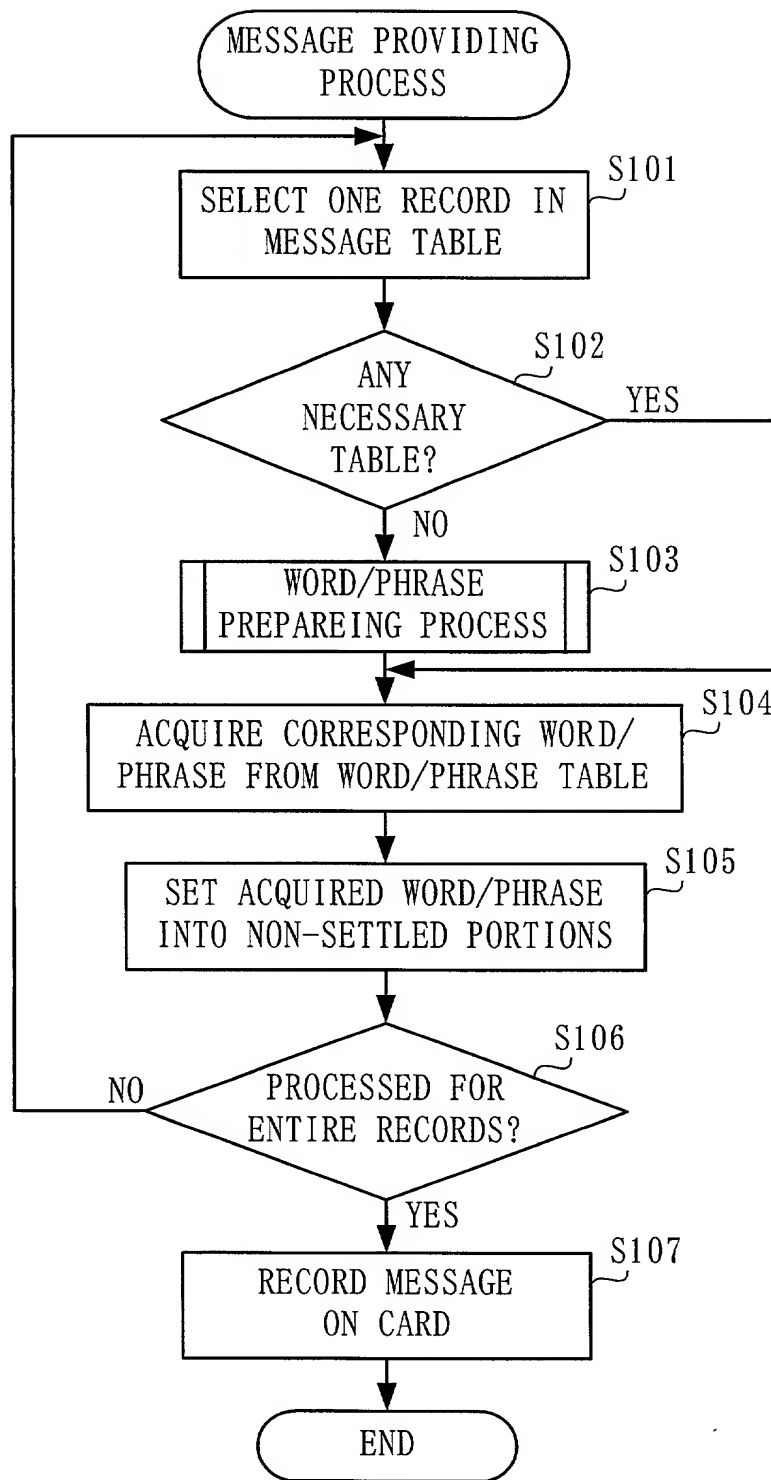 MESSAGE PROVIDING
PROCESS
S101
SELECT ONE RECORD IN
MESSAGE TABLE
S102
ANY
NECESSARY
TABLE?
YES
NO
S103
WORD/PHRASE
PREPAREING PROCESS
S104
ACQUIRE CORRESPONDING WORD/
PHRASE FROM WORD/PHRASE TABLE
S105
SET ACQUIRED WORD/PHRASE
INTO NON-SETTLED PORTIONS
S106
NO
PROCESSED FOR
ENTIRE RECORDS?
YES
S107
RECORD MESSAGE
ON CARD
END